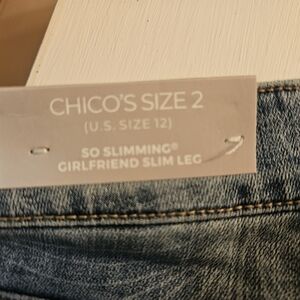 CHICO'S SIZE 2
(U.S. SIZE 12)
SO SLIMMING®
GIRLFRIEND SLIM LEG